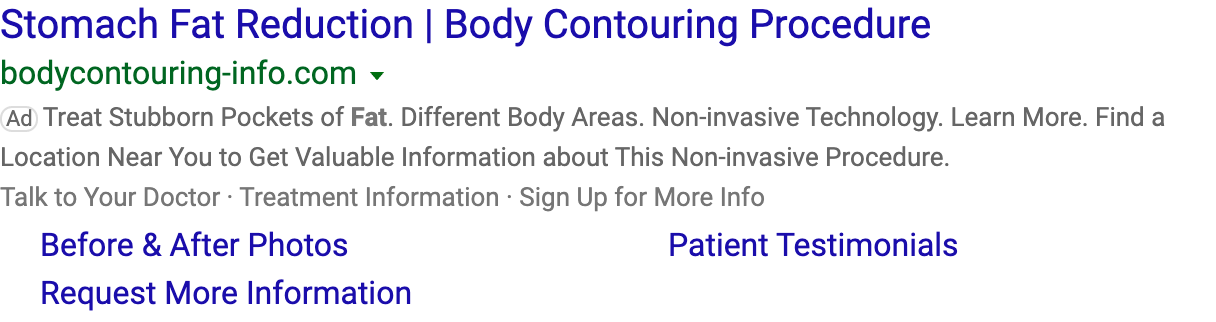 Stomach Fat Reduction | Body Contouring Procedure
bodycontouring-info.com
Ad Treat Stubborn Pockets of Fat. Different Body Areas. Non-invasive Technology. Learn More. Find a
Location Near You to Get Valuable Information about This Non-invasive Procedure.
Talk to Your Doctor · Treatment Information · Sign Up for More Info
Before & After Photos Patient Testimonials
Request More Information